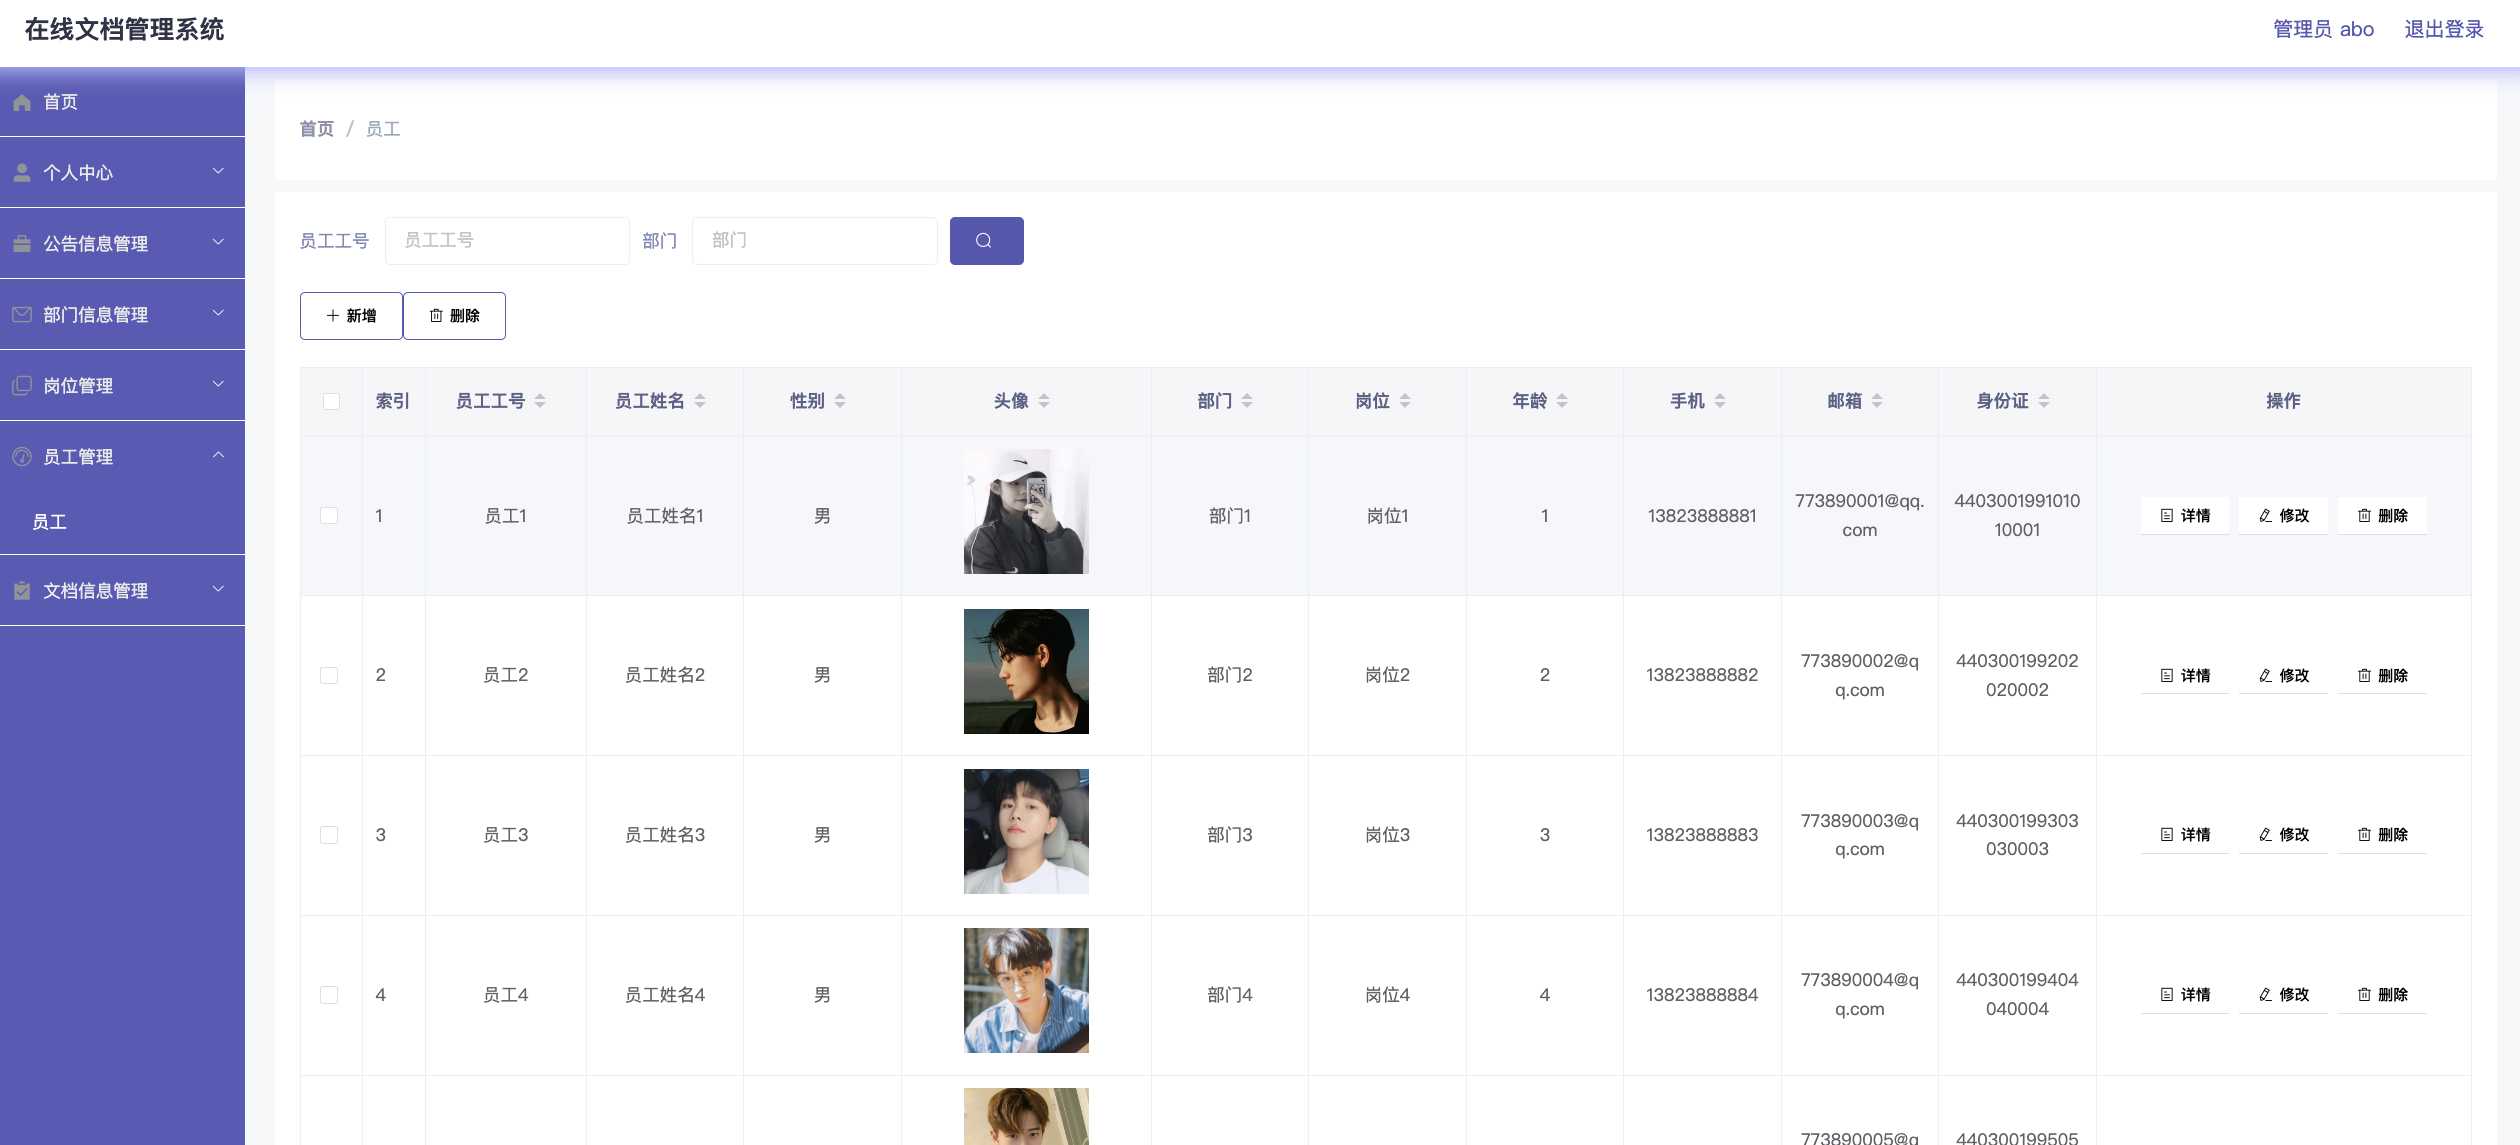 在线文档管理系统
管理员 abo 退出登录
首页
个人中心
公告信息管理
部门信息管理
岗位管理
员工管理
员工
文档信息管理
首页 / 员工
员工工号 员工工号 部门 部门
新增 删除
索引 员工工号 员工姓名 性别 头像 部门 岗位 年龄 手机 邮箱 身份证 操作
1 员工1 员工姓名1 男 部门1 岗位1 1 13823888881 773890001@qq. 440300199101010001 详情 修改 删除
com
2 员工2 员工姓名2 男 部门2 岗位2 2 13823888882 773890002@q 440300199202 详情 修改 删除
q.com 020002
3 员工3 员工姓名3 男 部门3 岗位3 3 13823888883 773890003@q 440300199303 详情 修改 删除
q.com 030003
4 员工4 员工姓名4 男 部门4 岗位4 4 13823888884 773890004@q 440300199404 详情 修改 删除
q.com 040004
773890005@q 440300199505